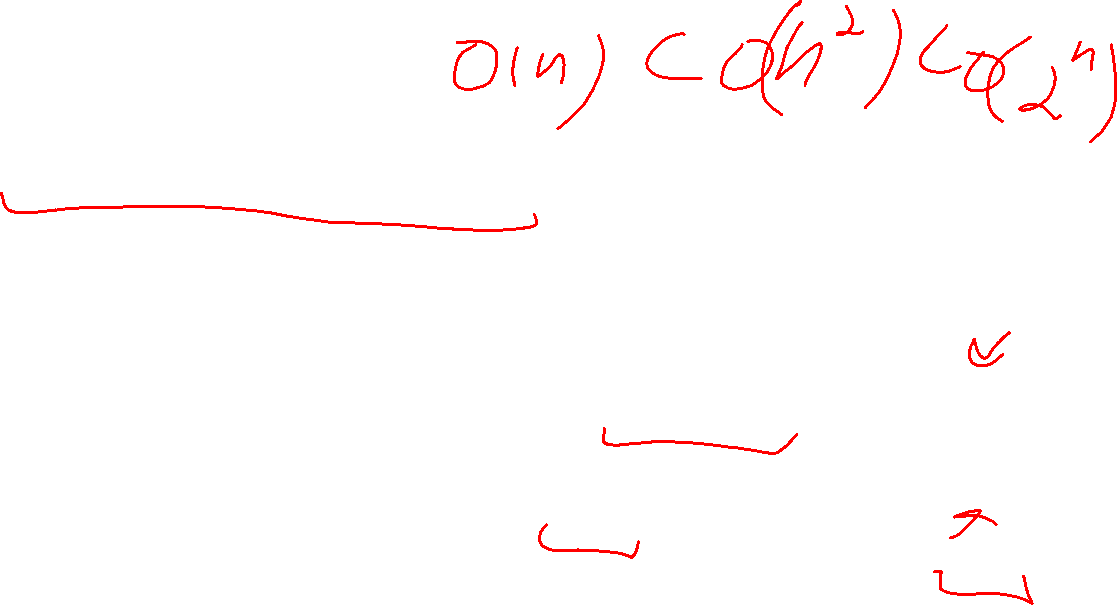 O(n) ⊂ O(n²) ⊂ O(2ⁿ)